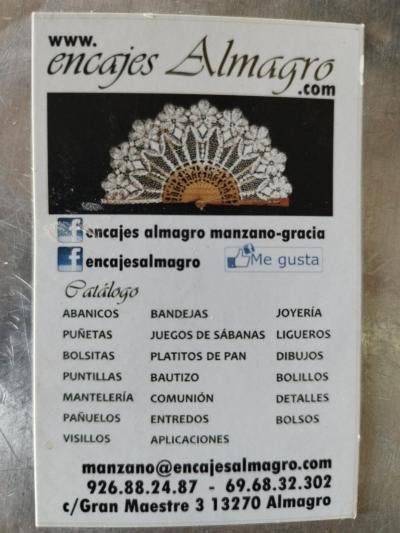 www.
encajes Almagro
.com
encajes almagro manzano-gracia
encajesalmagro Me gusta
Catálogo
ABANICOS BANDEJAS JOYERÍA
PUÑETAS JUEGOS DE SÁBANAS LIGUEROS
BOLSITAS PLATITOS DE PAN DIBUJOS
PUNTILLAS BAUTIZO BOLILLOS
MANTELERÍA COMUNIÓN DETALLES
PAÑUELOS ENTREDOS BOLSOS
VISILLOS APLICACIONES
manzano@encajesalmagro.com
926.88.24.87 - 69.68.32.302
c/Gran Maestre 3 13270 Almagro